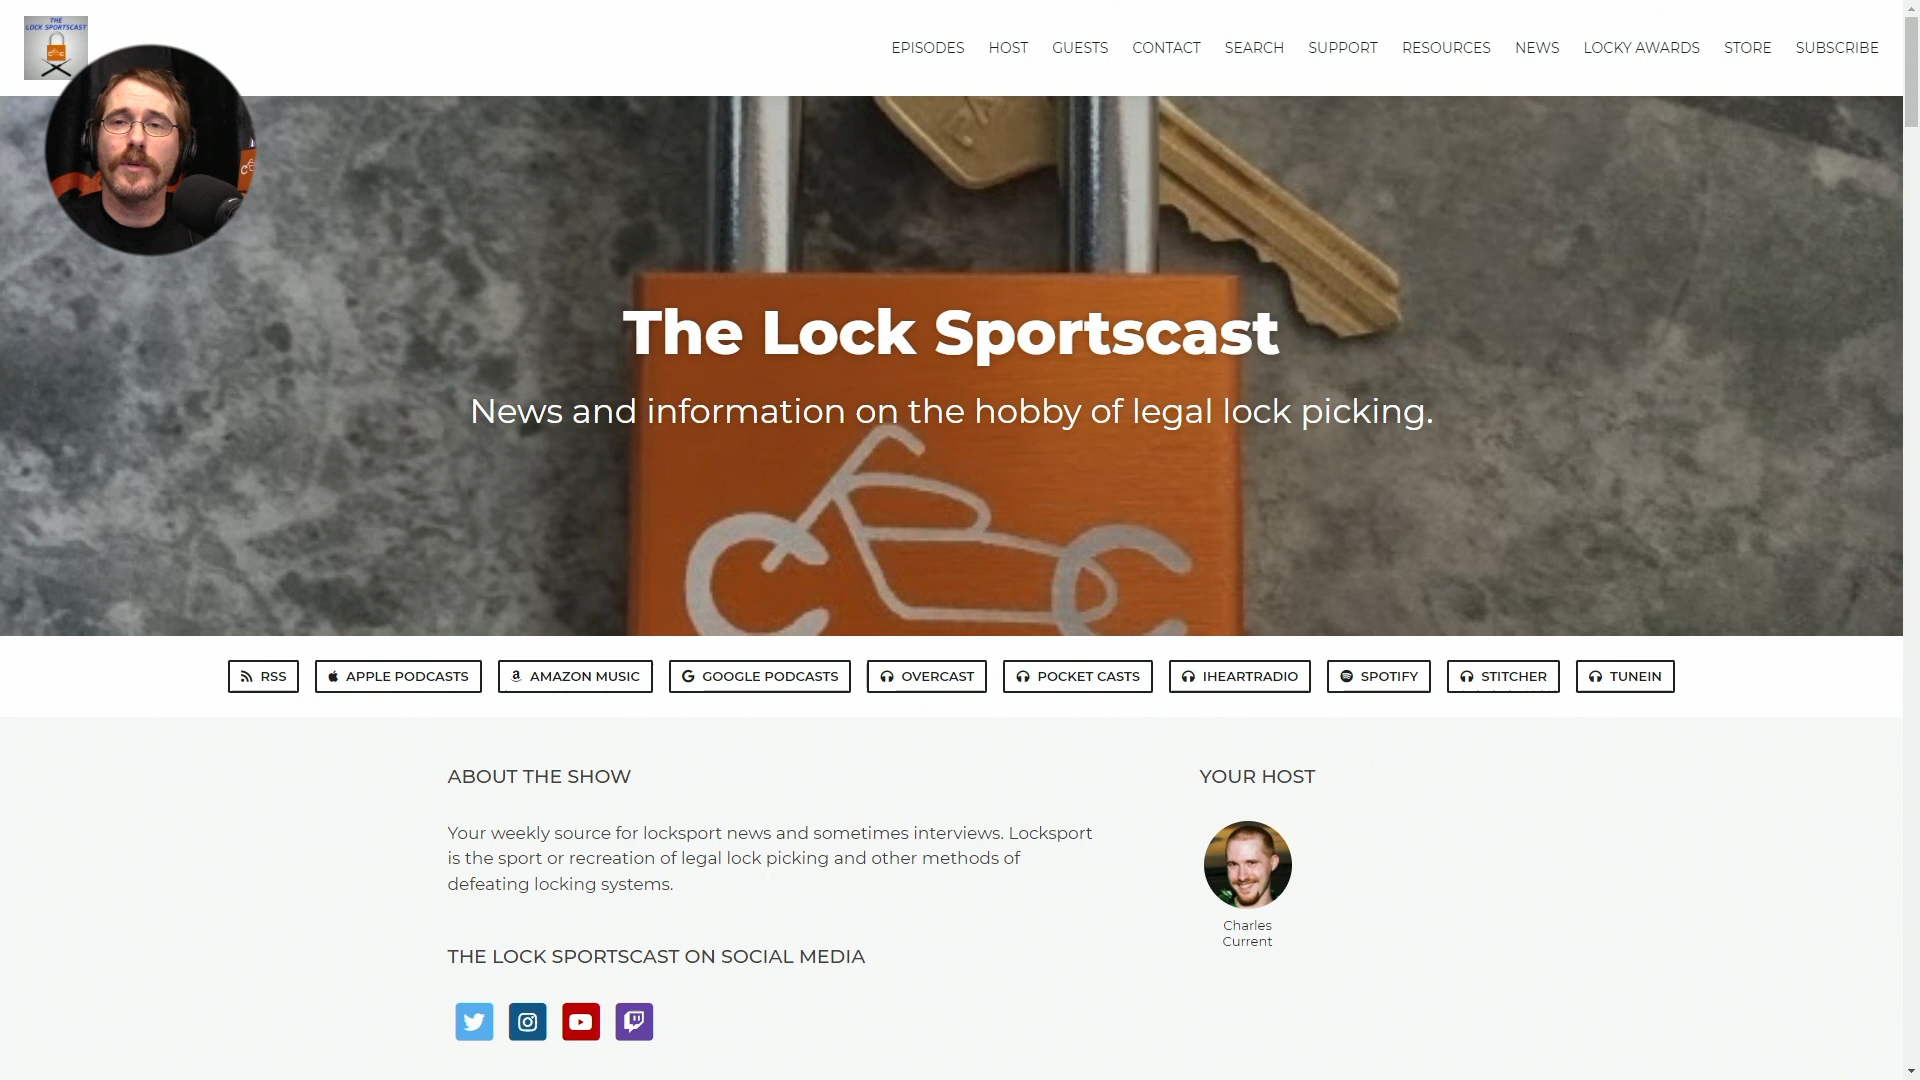 THE
LOCK SPORTSCAST
EPISODES HOST GUESTS CONTACT SEARCH SUPPORT RESOURCES NEWS LOCKY AWARDS STORE SUBSCRIBE
The Lock Sportscast
News and information on the hobby of legal lock picking.
RSS APPLE PODCASTS AMAZON MUSIC GOOGLE PODCASTS OVERCAST POCKET CASTS IHEARTRADIO SPOTIFY STITCHER TUNEIN
ABOUT THE SHOW
Your weekly source for locksport news and sometimes interviews. Locksport
is the sport or recreation of legal lock picking and other methods of
defeating locking systems.
THE LOCK SPORTSCAST ON SOCIAL MEDIA
YOUR HOST
Charles
Current